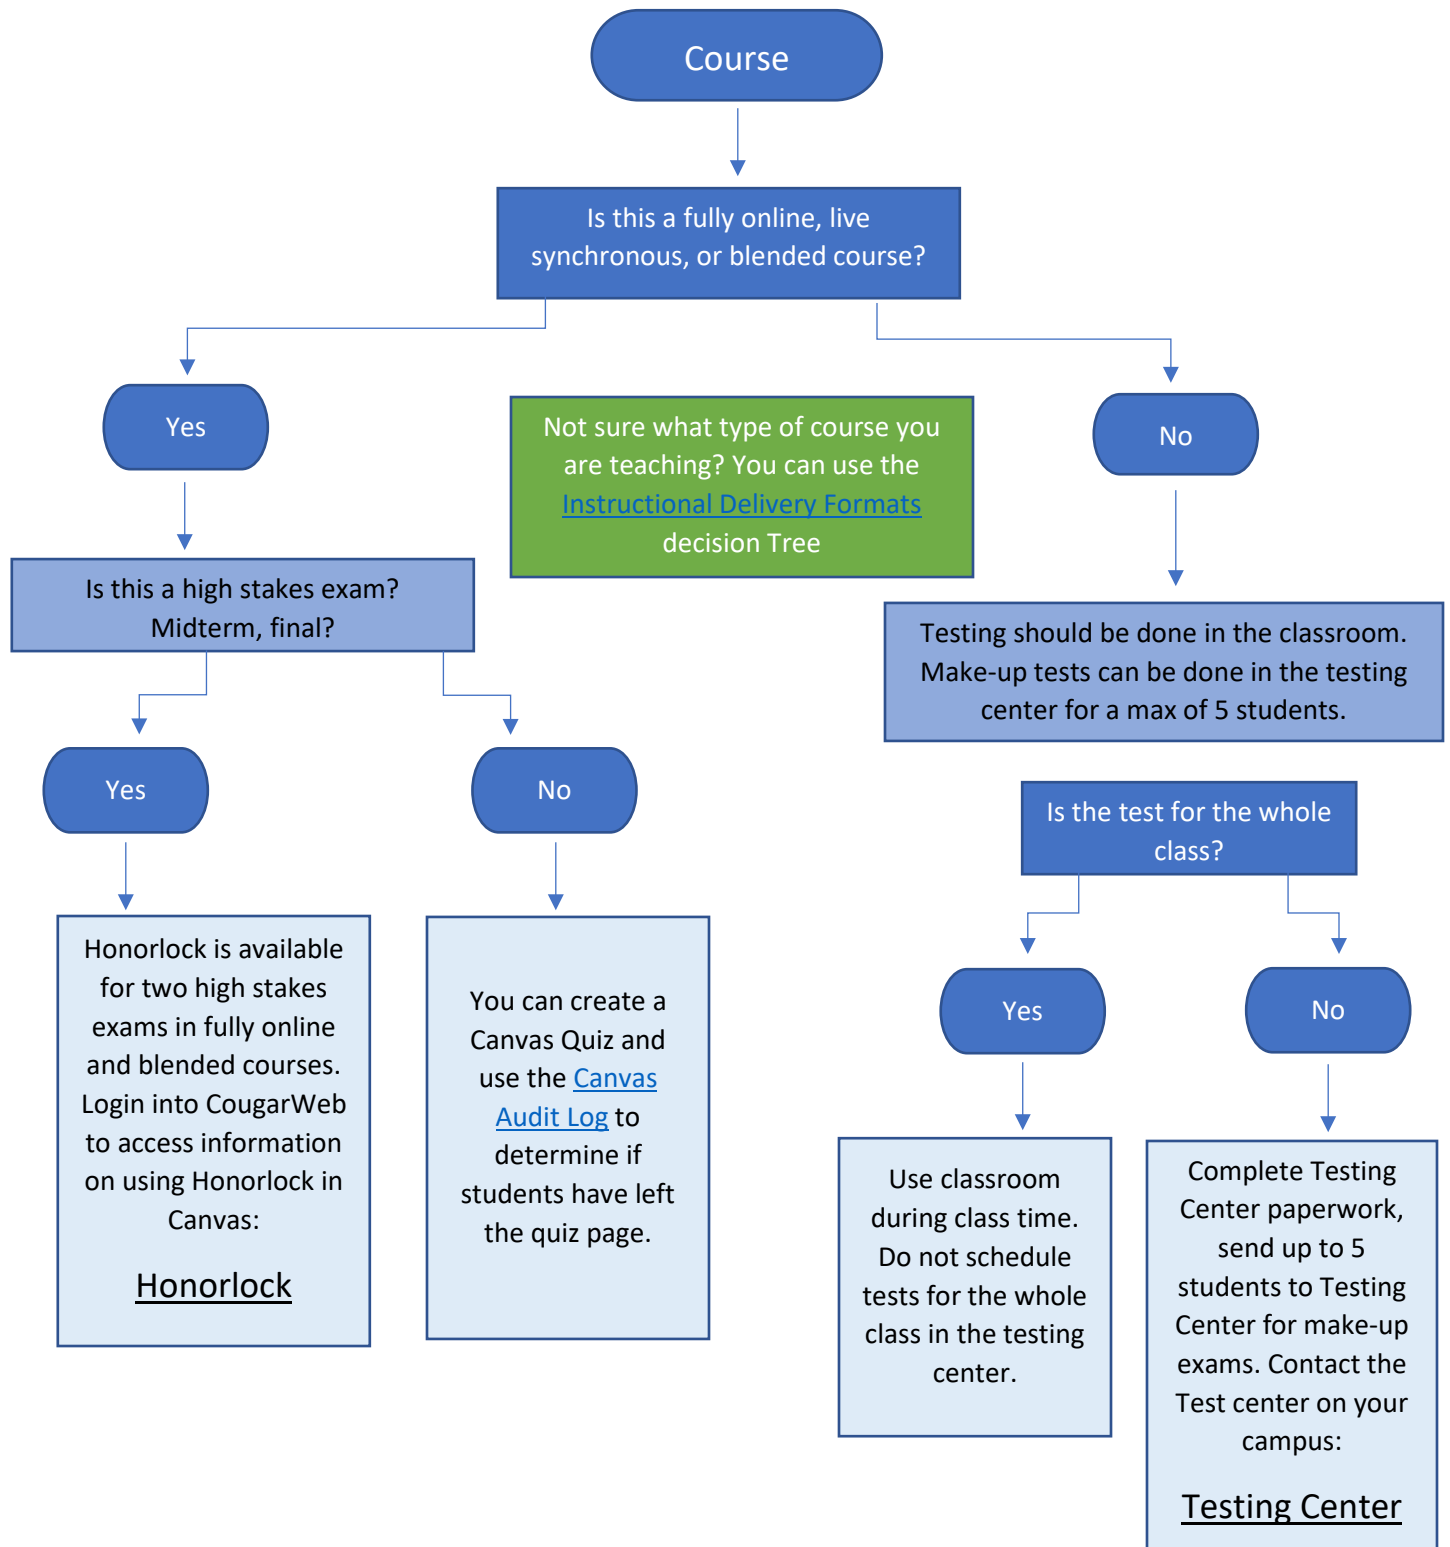 Course
Is this a fully online, live
synchronous, or blended course?
Yes
Not sure what type of course you
are teaching? You can use the
Instructional Delivery Formats
decision Tree
No
Is this a high stakes exam?
Midterm, final?
Testing should be done in the classroom.
Make-up tests can be done in the testing
center for a max of 5 students.
Yes
No
Is the test for the whole
class?
Honorlock is available
for two high stakes
exams in fully online
and blended courses.
Login into CougarWeb
to access information
on using Honorlock in
Canvas:
Honorlock
You can create a
Canvas Quiz and
use the Canvas
Audit Log to
determine if
students have left
the quiz page.
Yes
No
Use classroom
during class time.
Do not schedule
tests for the whole
class in the testing
center.
Complete Testing
Center paperwork,
send up to 5
students to Testing
Center for make-up
exams. Contact the
Test center on your
campus:
Testing Center